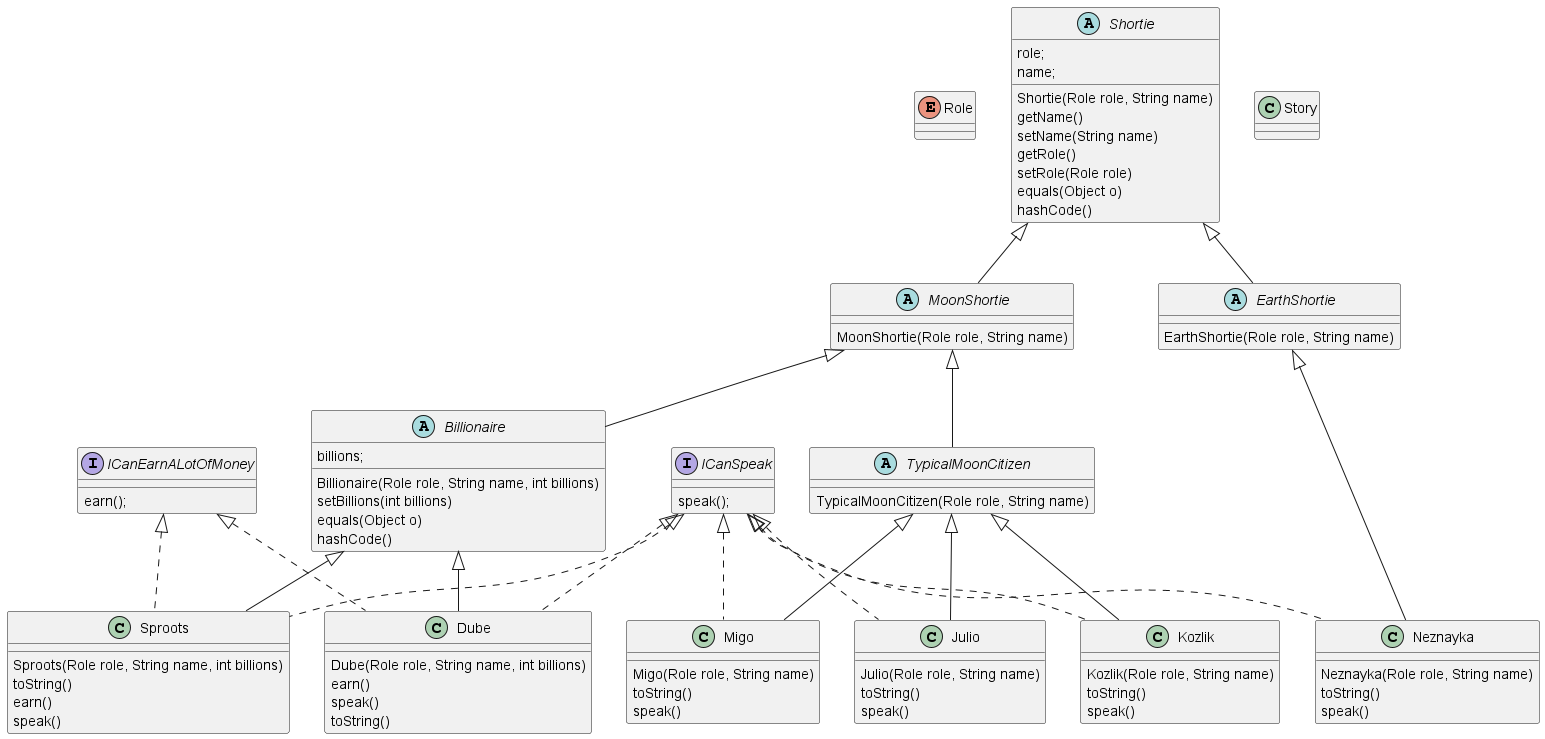 A Shortie
role;
name;
Shortie(Role role, String name)
getName()
setName(String name)
getRole()
setRole(Role role)
equals(Object o)
hashCode()
E Role
C Story
A MoonShortie
MoonShortie(Role role, String name)
A EarthShortie
EarthShortie(Role role, String name)
I ICanEarnALotOfMoney
earn();
A Billionaire
billions;
Billionaire(Role role, String name, int billions)
setBillions(int billions)
equals(Object o)
hashCode()
I ICanSpeak
speak();
A TypicalMoonCitizen
TypicalMoonCitizen(Role role, String name)
C Sproots
Sproots(Role role, String name, int billions)
toString()
earn()
speak()
C Dube
Dube(Role role, String name, int billions)
earn()
speak()
toString()
C Migo
Migo(Role role, String name)
toString()
speak()
C Julio
Julio(Role role, String name)
toString()
speak()
C Kozlik
Kozlik(Role role, String name)
toString()
speak()
C Neznayka
Neznayka(Role role, String name)
toString()
speak()